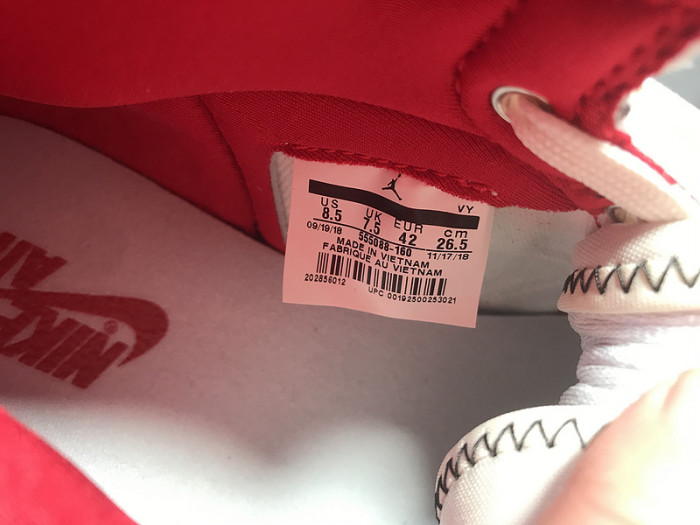 VY
US UK EUR cm
8.5 7.5 42 26.5
09/19/18 555088-160 11/17/18
MADE IN VIETNAM
FABRIQUE AU VIETNAM
202856012 UPC 00192500253021
NIKE
AIR